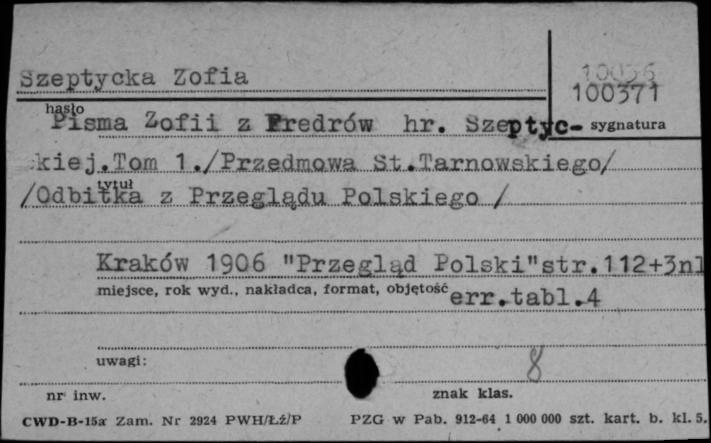 Szeptycka Zofia
100371
hasło
Pisma Zofii z Fredrów hr. Szeptyc-
sygnatura
kiej.Tom 1./Przedmowa St.Tarnowskiego/
tytuł
/Odbitka z Przeglądu Polskiego /
Kraków 1906 "Przegląd Polski"str.112+3nl
miejsce, rok wyd., nakładca, format, objętość
err.tabl.4
uwagi:
8
nr inw.
znak klas.
CWD-B-15a Zam. Nr 2924 PWH/Łź/P
PZG w Pab. 912-64 1 000 000 szt. kart. b. kl. 5.